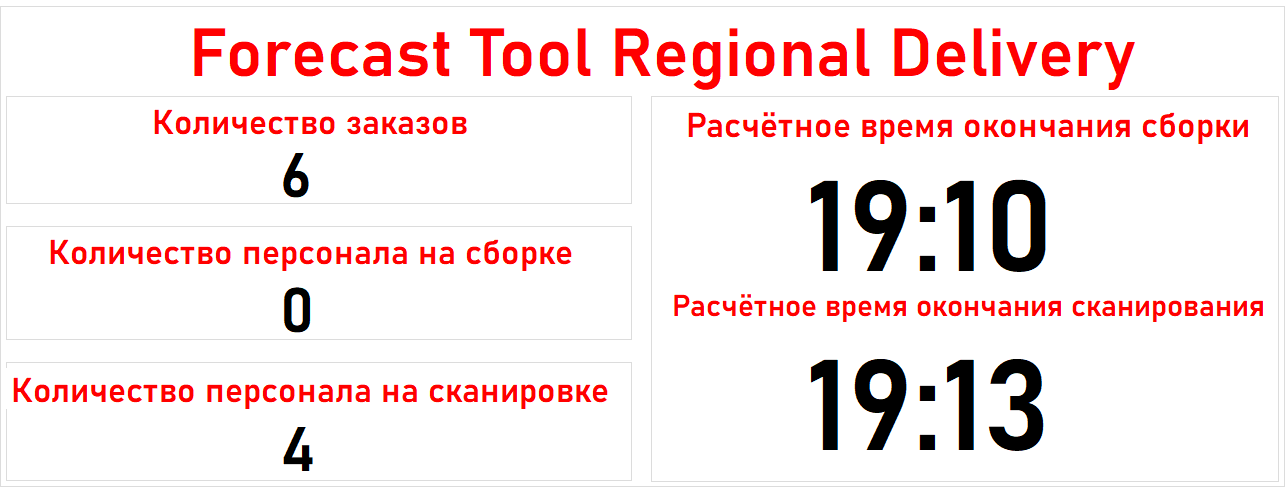 Forecast Tool Regional Delivery
Количество заказов
6
Количество персонала на сборке
0
Количество персонала на сканировке
4
Расчётное время окончания сборки
19:10
Расчётное время окончания сканирования
19:13